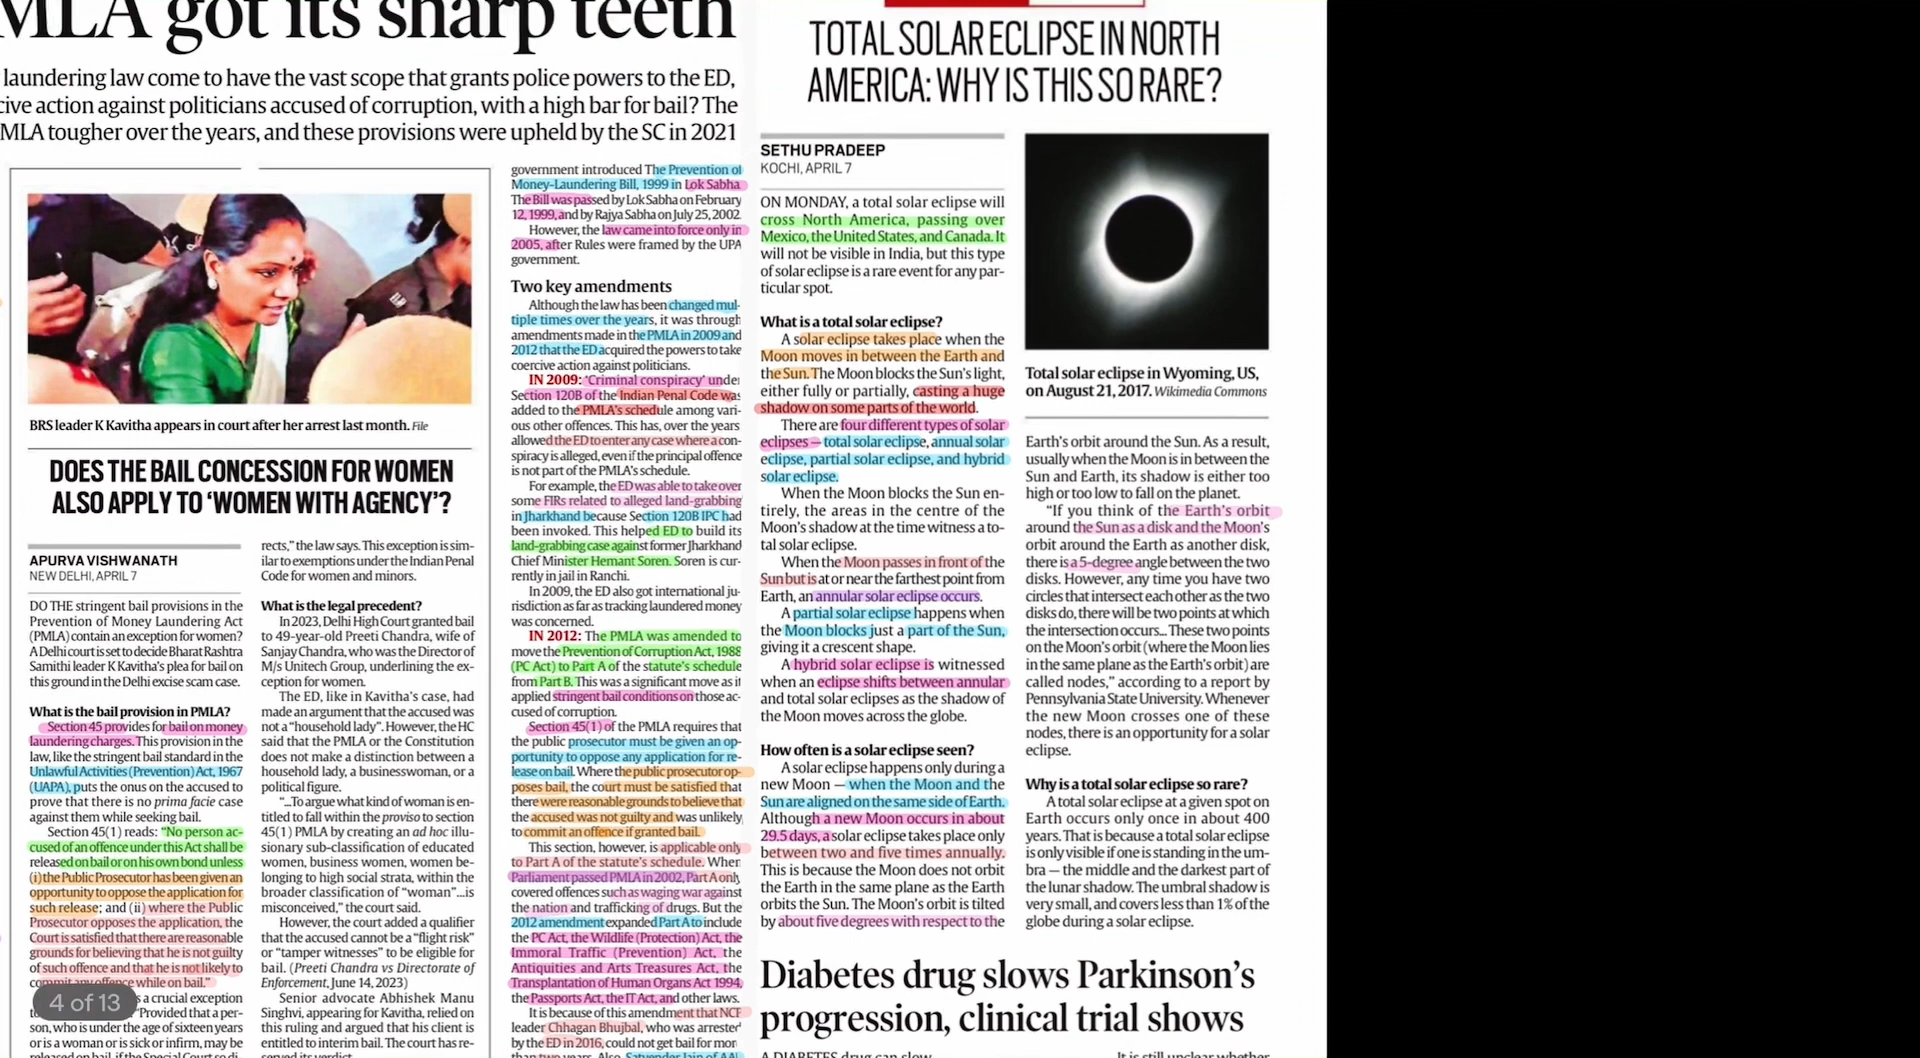 MLA got its sharp teeth
laundering law come to have the vast scope that grants police powers to the ED,
cive action against politicians accused of corruption, with a high bar for bail? The
MLA tougher over the years, and these provisions were upheld by the SC in 2021
BRS leader K Kavitha appears in court after her arrest last month. File
DOES THE BAIL CONCESSION FOR WOMEN
ALSO APPLY TO ‘WOMEN WITH AGENCY’?
APURVA VISHWANATH
NEW DELHI, APRIL 7
DO THE stringent bail provisions in the
Prevention of Money Laundering Act
(PMLA) contain an exception for women?
A Delhi court is set to decide Bharat Rashtra
Samithi leader K Kavitha's plea for bail on
this ground in the Delhi excise scam case.
What is the bail provision in PMLA?
Section 45 provides for bail on money
laundering charges. This provision in the
law, like the stringent bail standard in the
Unlawful Activities (Prevention) Act, 1967
(UAPA), puts the onus on the accused to
prove that there is no prima facie case
against them while seeking bail.
Section 45(1) reads: “No person ac-
cused of an offence under this Act shall be
released on bail or on his own bond unless
(i) the Public Prosecutor has been given an
opportunity to oppose the application for
such release; and (ii) where the Public
Prosecutor opposes the application, the
Court is satisfied that there are reasonable
grounds for believing that he is not guilty
of such offence and that he is not likely to
commit any offence while on bail.”
s a crucial exception
“Provided that a per-
son, who is under the age of sixteen years
or is a woman or is sick or infirm, may be
released on bail, if the Special Court so di-
rects,” the law says. This exception is sim-
ilar to exemptions under the Indian Penal
Code for women and minors.
What is the legal precedent?
In 2023, Delhi High Court granted bail
to 49-year-old Preeti Chandra, wife of
Sanjay Chandra, who was the Director of
M/s Unitech Group, underlining the ex-
ception for women.
The ED, like in Kavitha's case, had
made an argument that the accused was
not a “household lady”. However, the HC
said that the PMLA or the Constitution
does not make a distinction between a
household lady, a businesswoman, or a
political figure.
“...To argue what kind of woman is en-
titled to fall within the proviso to section
45(1) PMLA by creating an ad hoc illu-
sionary sub-classification of educated
women, business women, women be-
longing to high social strata, within the
broader classification of “woman”...is
misconceived,” the court said.
However, the court added a qualifier
that the accused cannot be a “flight risk”
or “tamper witnesses” to be eligible for
bail. (Preeti Chandra vs Directorate of
Enforcement, June 14, 2023)
Senior advocate Abhishek Manu
Singhvi, appearing for Kavitha, relied on
this ruling and argued that his client is
entitled to interim bail. The court has re-
served its verdict.
government introduced The Prevention of
Money-Laundering Bill, 1999 in Lok Sabha.
The Bill was passed by Lok Sabha on February
12, 1999, and by Rajya Sabha on July 25, 2002.
However, the law came into force only in
2005, after Rules were framed by the UPA
government.
Two key amendments
Although the law has been changed mul-
tiple times over the years, it was through
amendments made in the PMLA in 2009 and
2012 that the ED acquired the powers to take
coercive action against politicians.
IN 2009: ‘Criminal conspiracy’ under
Section 120B of the Indian Penal Code was
added to the PMLA's schedule among vari-
ous other offences. This has, over the years,
allowed the ED to enter any case where a con-
spiracy is alleged, even if the principal offence
is not part of the PMLA's schedule.
For example, the ED was able to take over
some FIRs related to alleged land-grabbing
in Jharkhand because Section 120B IPC had
been invoked. This helped ED to build its
land-grabbing case against former Jharkhand
Chief Minister Hemant Soren. Soren is cur-
rently in jail in Ranchi.
In 2009, the ED also got international ju-
risdiction as far as tracking laundered money
was concerned.
IN 2012: The PMLA was amended to
move the Prevention of Corruption Act, 1988
(PC Act) to Part A of the statute's schedule
from Part B. This was a significant move as it
applied stringent bail conditions on those ac-
cused of corruption.
Section 45(1) of the PMLA requires that
the public prosecutor must be given an op-
portunity to oppose any application for re-
lease on bail. Where the public prosecutor op-
poses bail, the court must be satisfied that
there were reasonable grounds to believe that
the accused was not guilty and was unlikely
to commit an offence if granted bail.
This section, however, is applicable only
to Part A of the statute's schedule. When
Parliament passed PMLA in 2002, Part A only
covered offences such as waging war against
the nation and trafficking of drugs. But the
2012 amendment expanded Part A to include
the PC Act, the Wildlife (Protection) Act, the
Immoral Traffic (Prevention) Act, the
Antiquities and Arts Treasures Act, the
Transplantation of Human Organs Act 1994,
the Passports Act, the IT Act, and other laws.
It is because of this amendment that NCP
leader Chhagan Bhujbal, who was arrested
by the ED in 2016, could not get bail for more
than two years. Also, Satyender Jain of AAP
TOTAL SOLAR ECLIPSE IN NORTH
AMERICA: WHY IS THIS SO RARE?
SETHU PRADEEP
KOCHI, APRIL 7
ON MONDAY, a total solar eclipse will
cross North America, passing over
Mexico, the United States, and Canada. It
will not be visible in India, but this type
of solar eclipse is a rare event for any par-
ticular spot.
What is a total solar eclipse?
A solar eclipse takes place when the
Moon moves in between the Earth and
the Sun. The Moon blocks the Sun's light,
either fully or partially, casting a huge
shadow on some parts of the world.
There are four different types of solar
eclipses — total solar eclipse, annual solar
eclipse, partial solar eclipse, and hybrid
solar eclipse.
When the Moon blocks the Sun en-
tirely, the areas in the centre of the
Moon's shadow at the time witness a to-
tal solar eclipse.
When the Moon passes in front of the
Sun but is at or near the farthest point from
Earth, an annular solar eclipse occurs.
A partial solar eclipse happens when
the Moon blocks just a part of the Sun,
giving it a crescent shape.
A hybrid solar eclipse is witnessed
when an eclipse shifts between annular
and total solar eclipses as the shadow of
the Moon moves across the globe.
How often is a solar eclipse seen?
A solar eclipse happens only during a
new Moon — when the Moon and the
Sun are aligned on the same side of Earth.
Although a new Moon occurs in about
29.5 days, a solar eclipse takes place only
between two and five times annually.
This is because the Moon does not orbit
the Earth in the same plane as the Earth
orbits the Sun. The Moon's orbit is tilted
by about five degrees with respect to the
Total solar eclipse in Wyoming, US,
on August 21, 2017. Wikimedia Commons
Earth's orbit around the Sun. As a result,
usually when the Moon is in between the
Sun and Earth, its shadow is either too
high or too low to fall on the planet.
“If you think of the Earth's orbit
around the Sun as a disk and the Moon's
orbit around the Earth as another disk,
there is a 5-degree angle between the two
disks. However, any time you have two
circles that intersect each other as the two
disks do, there will be two points at which
the intersection occurs... These two points
on the Moon's orbit (where the Moon lies
in the same plane as the Earth's orbit) are
called nodes,” according to a report by
Pennsylvania State University. Whenever
the new Moon crosses one of these
nodes, there is an opportunity for a solar
eclipse.
Why is a total solar eclipse so rare?
A total solar eclipse at a given spot on
Earth occurs only once in about 400
years. That is because a total solar eclipse
is only visible if one is standing in the um-
bra — the middle and the darkest part of
the lunar shadow. The umbral shadow is
very small, and covers less than 1% of the
globe during a solar eclipse.
Diabetes drug slows Parkinson's
progression, clinical trial shows
A DIABETES drug can slow
It is still unclear whether
4 of 13